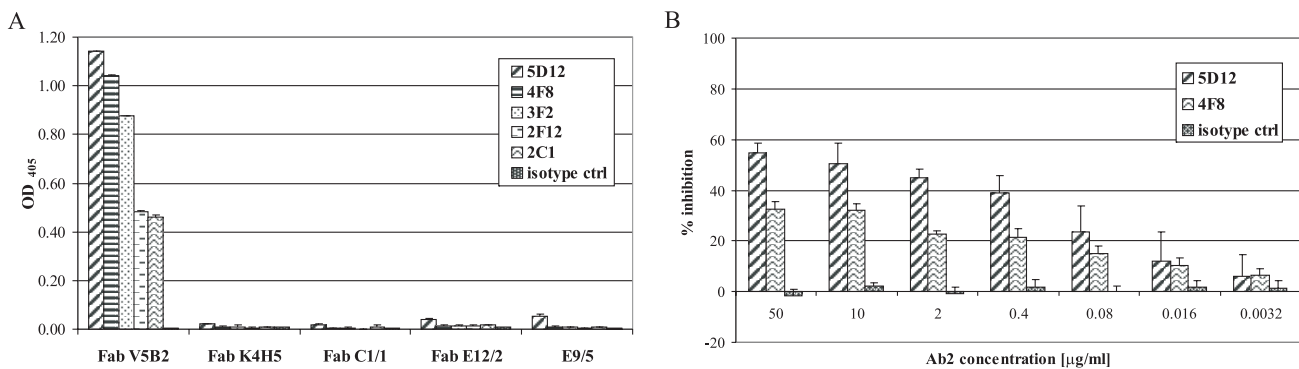 A
1.20
1.00
0.80
0.60
0.40
0.20
0.00
OD 405
5D12
4F8
3F2
2F12
2C1
isotype ctrl
Fab V5B2 Fab K4H5 Fab C1/1 Fab E12/2 E9/5
B
100
80
60
40
20
0
-20
% inhibition
5D12
4F8
isotype ctrl
50 10 2 0.4 0.08 0.016 0.0032
Ab2 concentration [µg/ml]